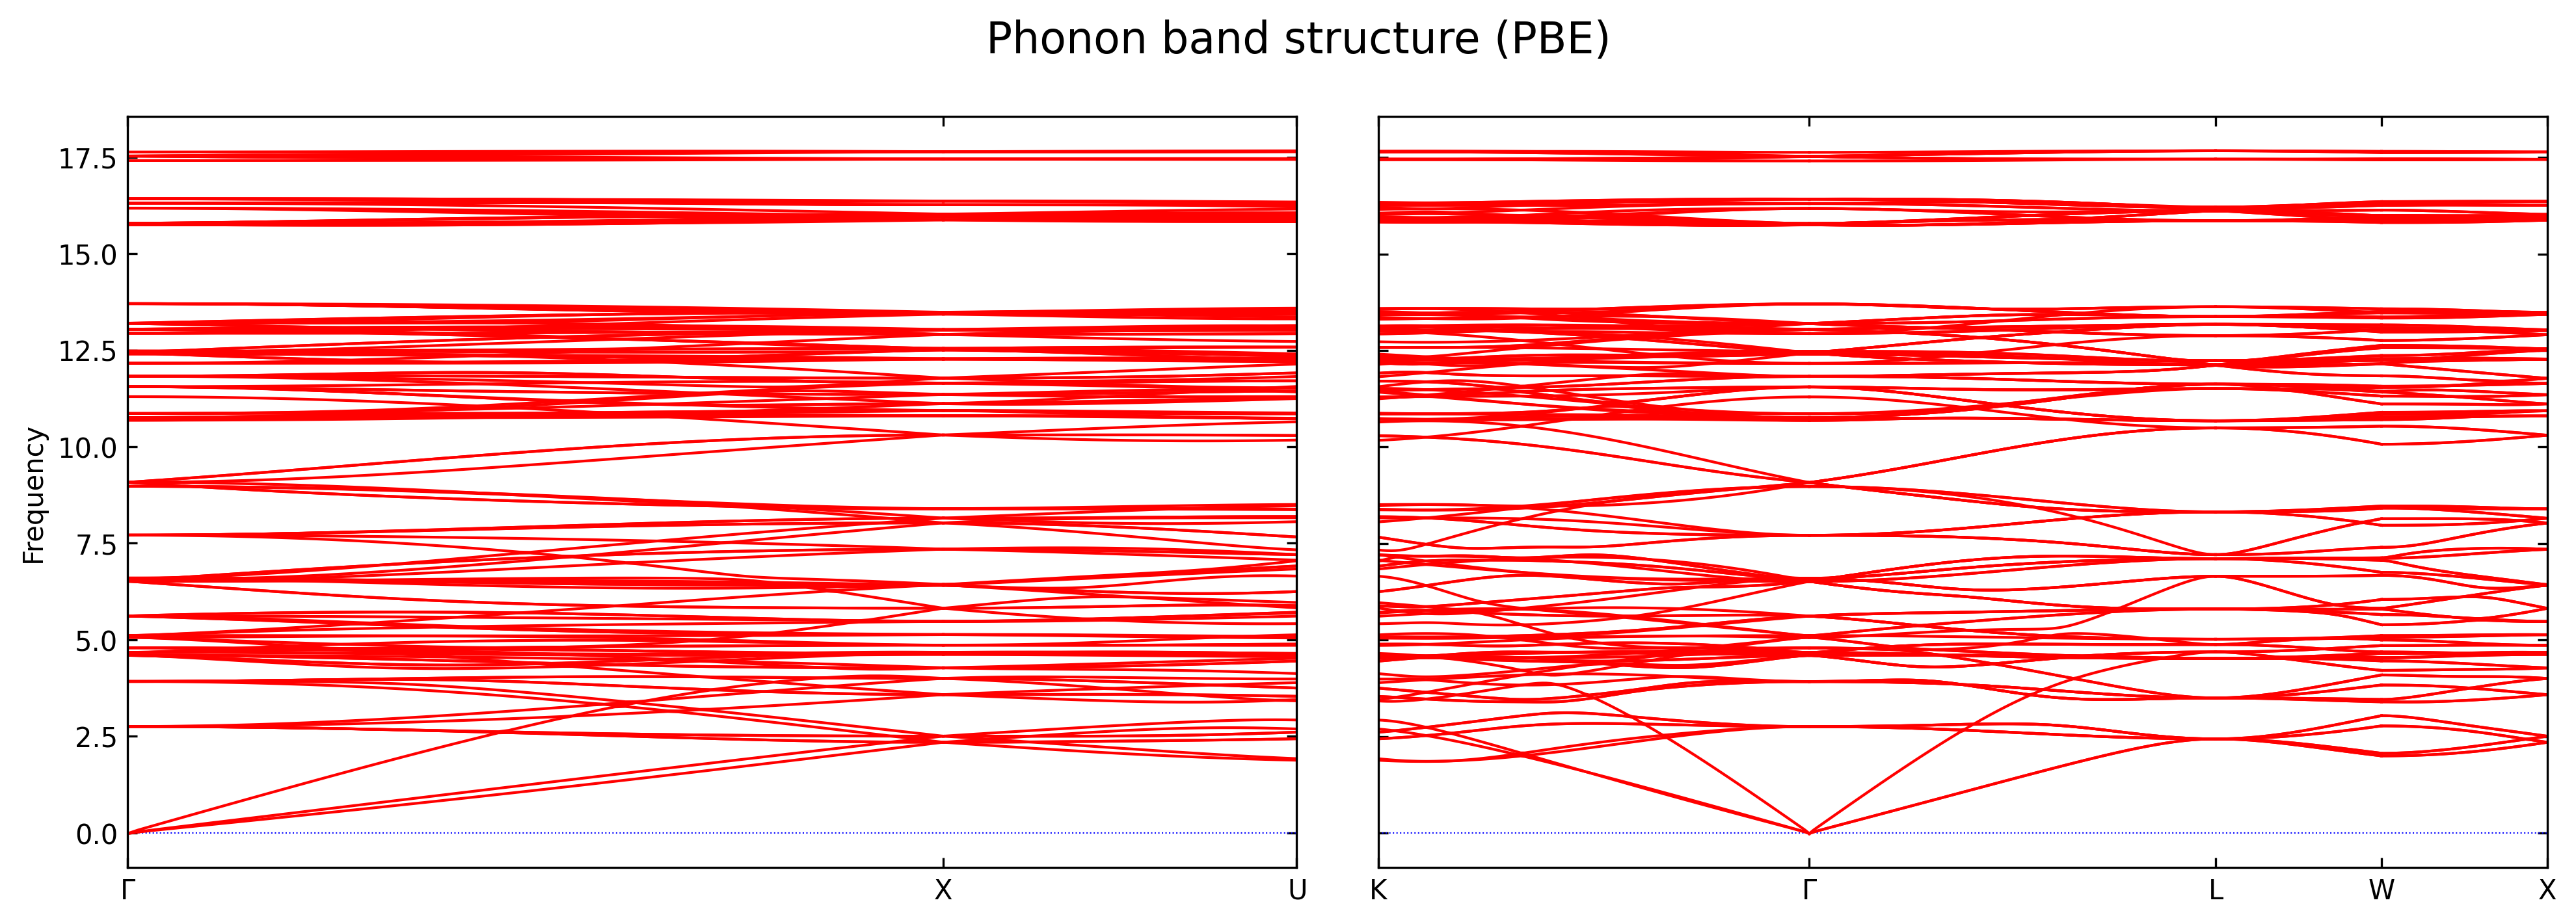 Phonon band structure (PBE)
Frequency
17.5
15.0
12.5
10.0
7.5
5.0
2.5
0.0
Γ X U K Γ L W X